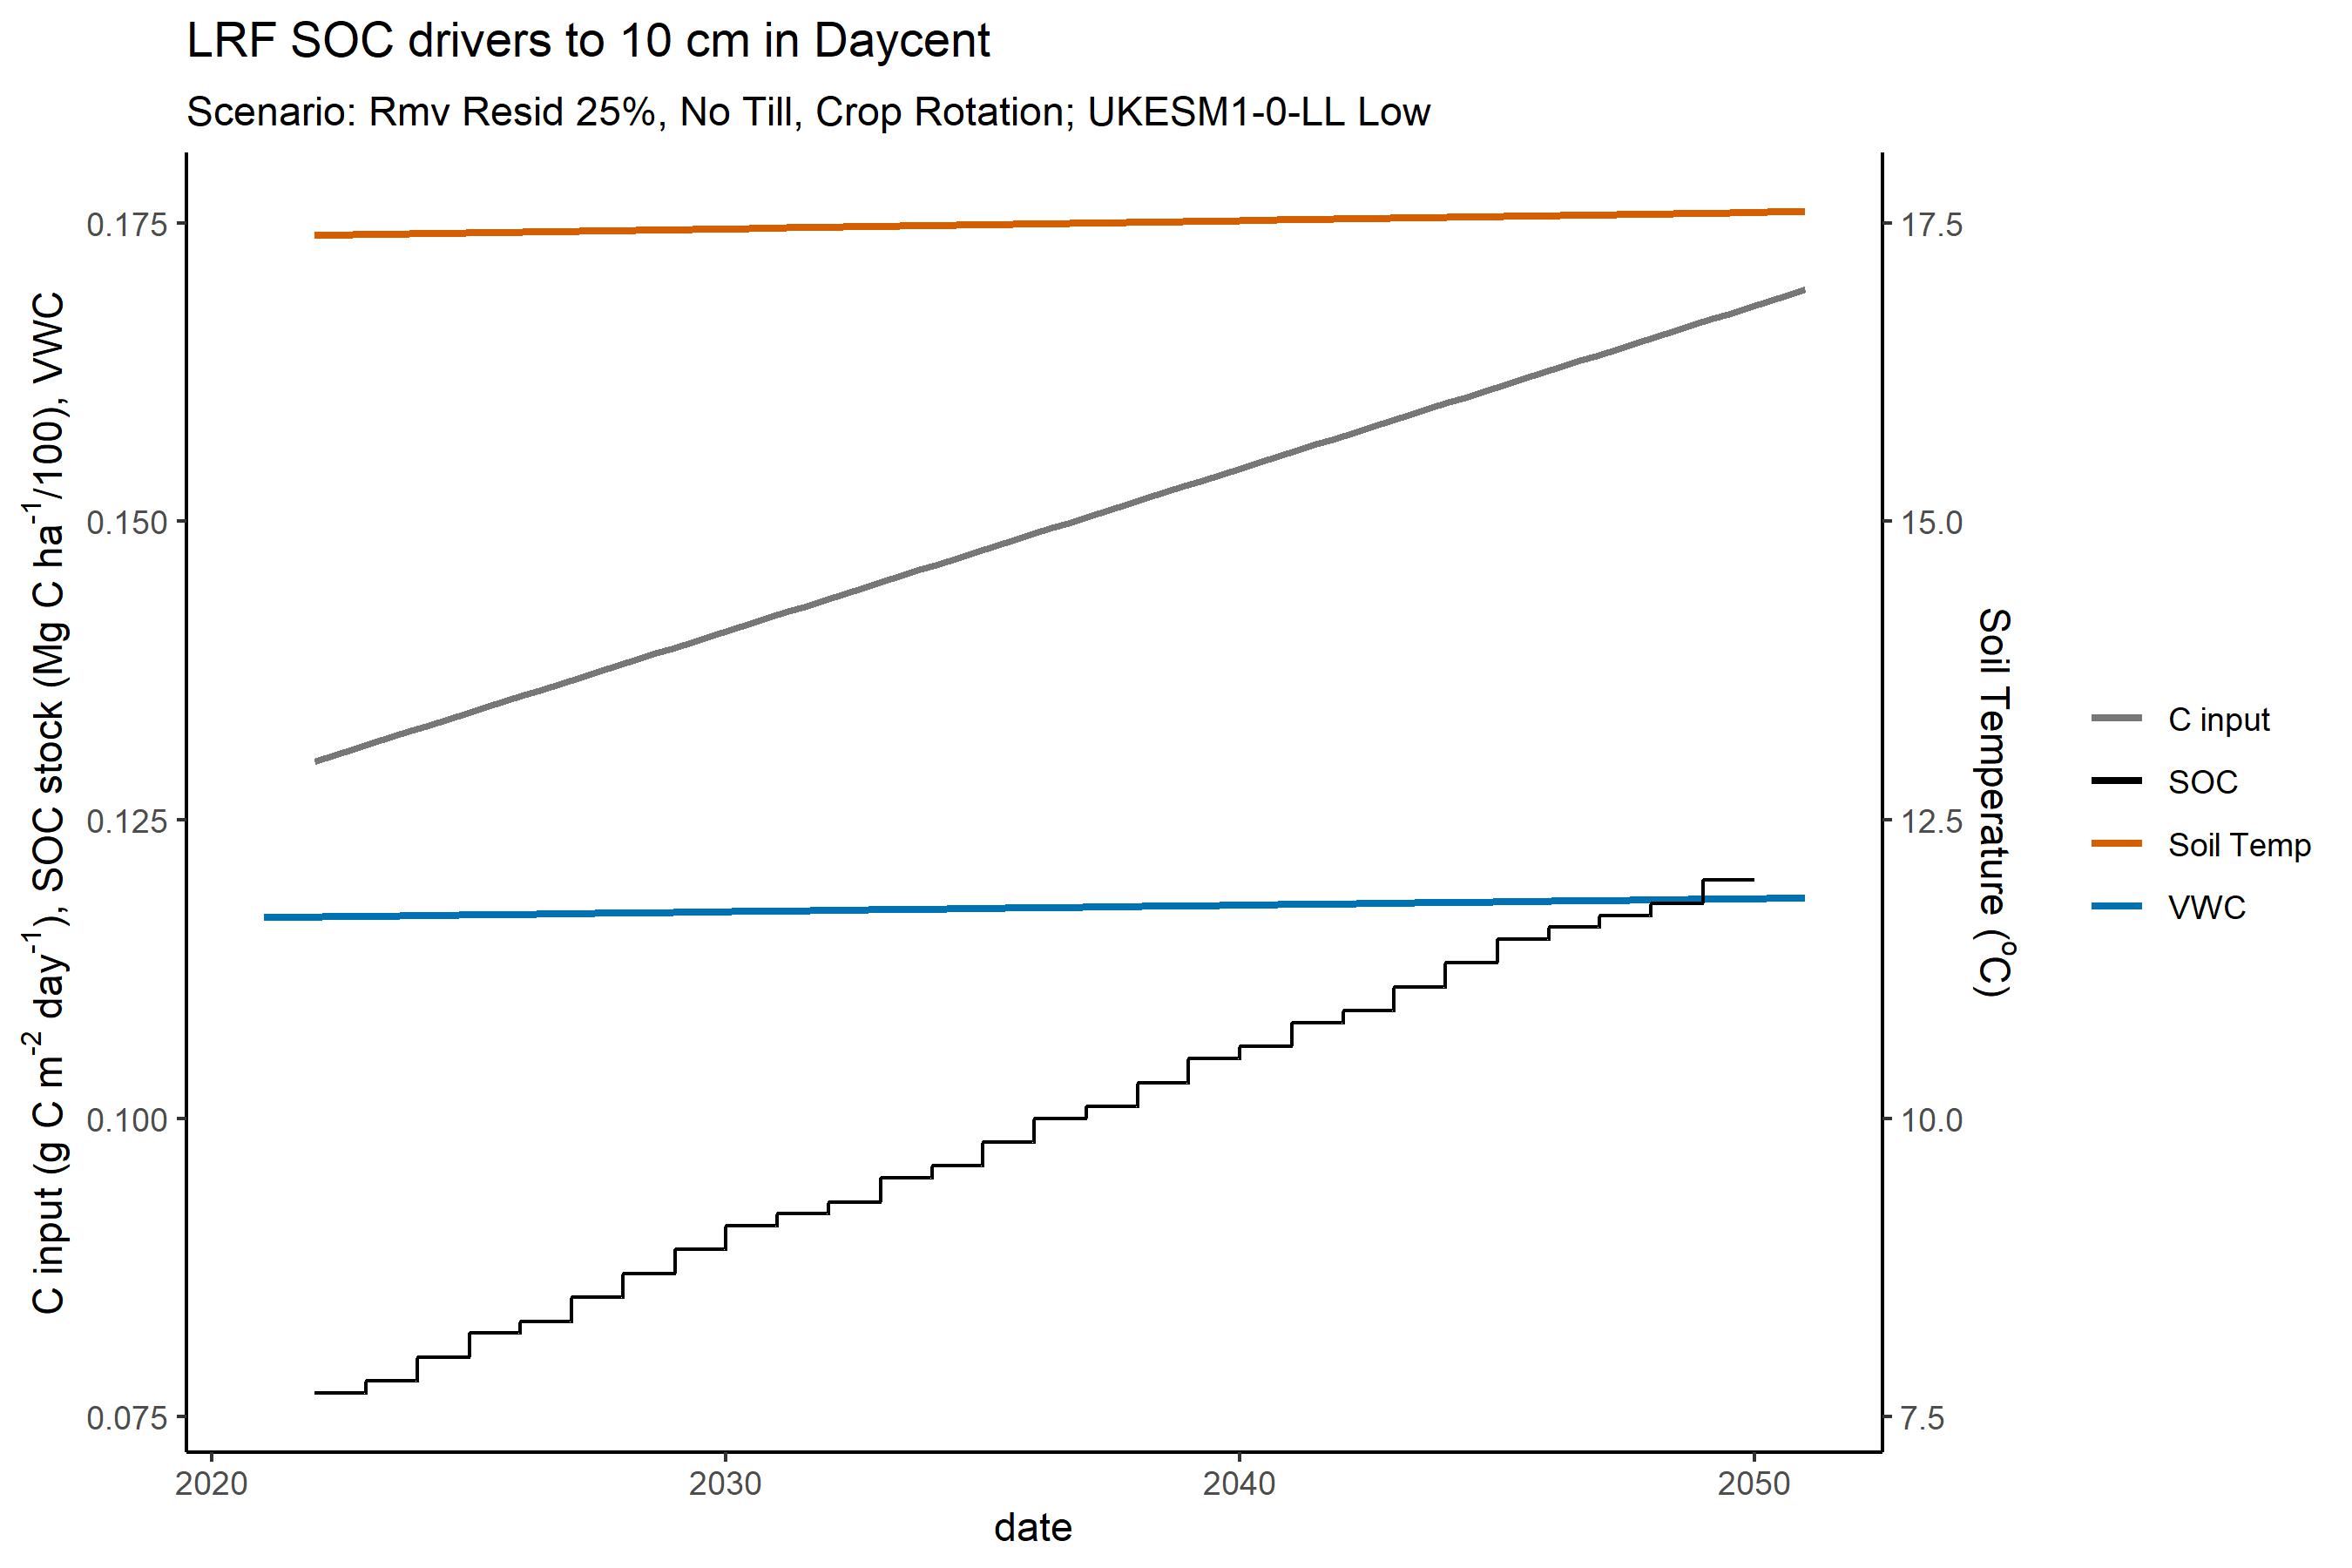 LRF SOC drivers to 10 cm in Daycent
Scenario: Rmv Resid 25%, No Till, Crop Rotation; UKESM1-0-LL Low
C input (g C m⁻² day⁻¹), SOC stock (Mg C ha⁻¹/100), VWC
0.175
0.150
0.125
0.100
0.075
17.5
15.0
12.5
10.0
7.5
Soil Temperature (°C)
C input
SOC
Soil Temp
VWC
2020 2030 2040 2050
date